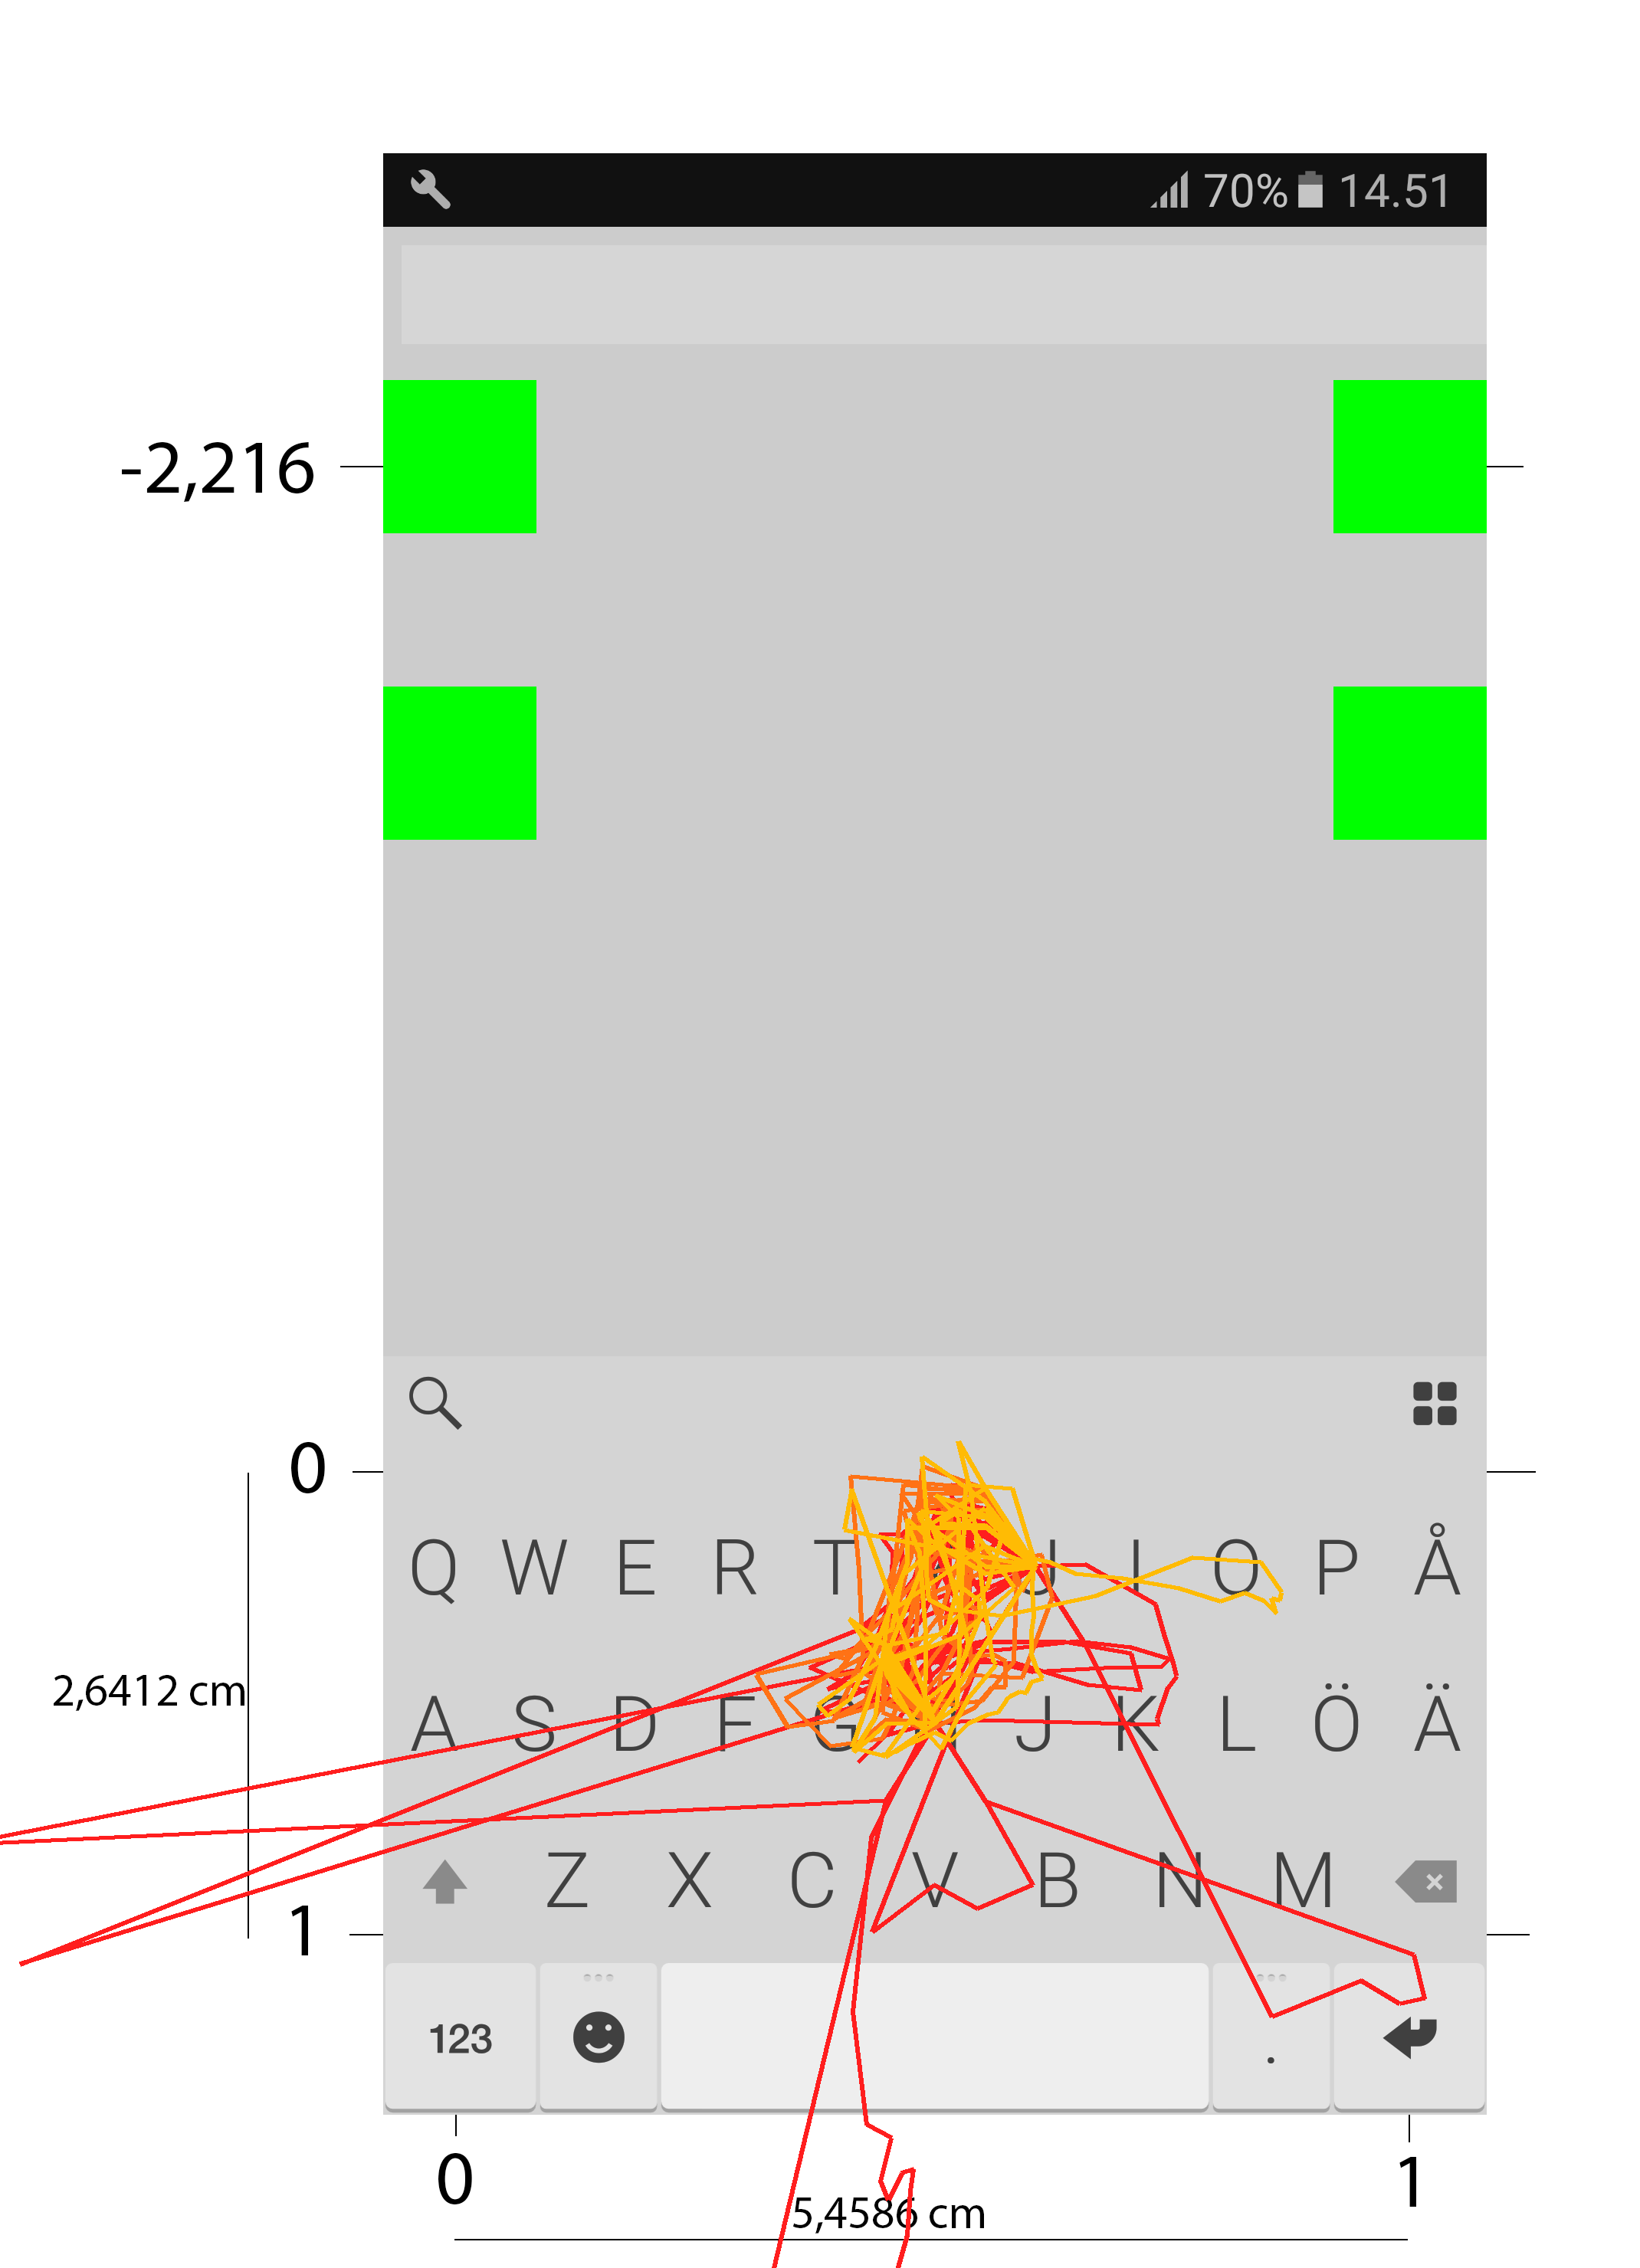 70% 14.51
-2,216
0
Q W E R T U I O P Å
2,6412 cm
A S D F G H J K L Ö Ä
Z X C V B N M
1
123 .
0 1
5,4586 cm